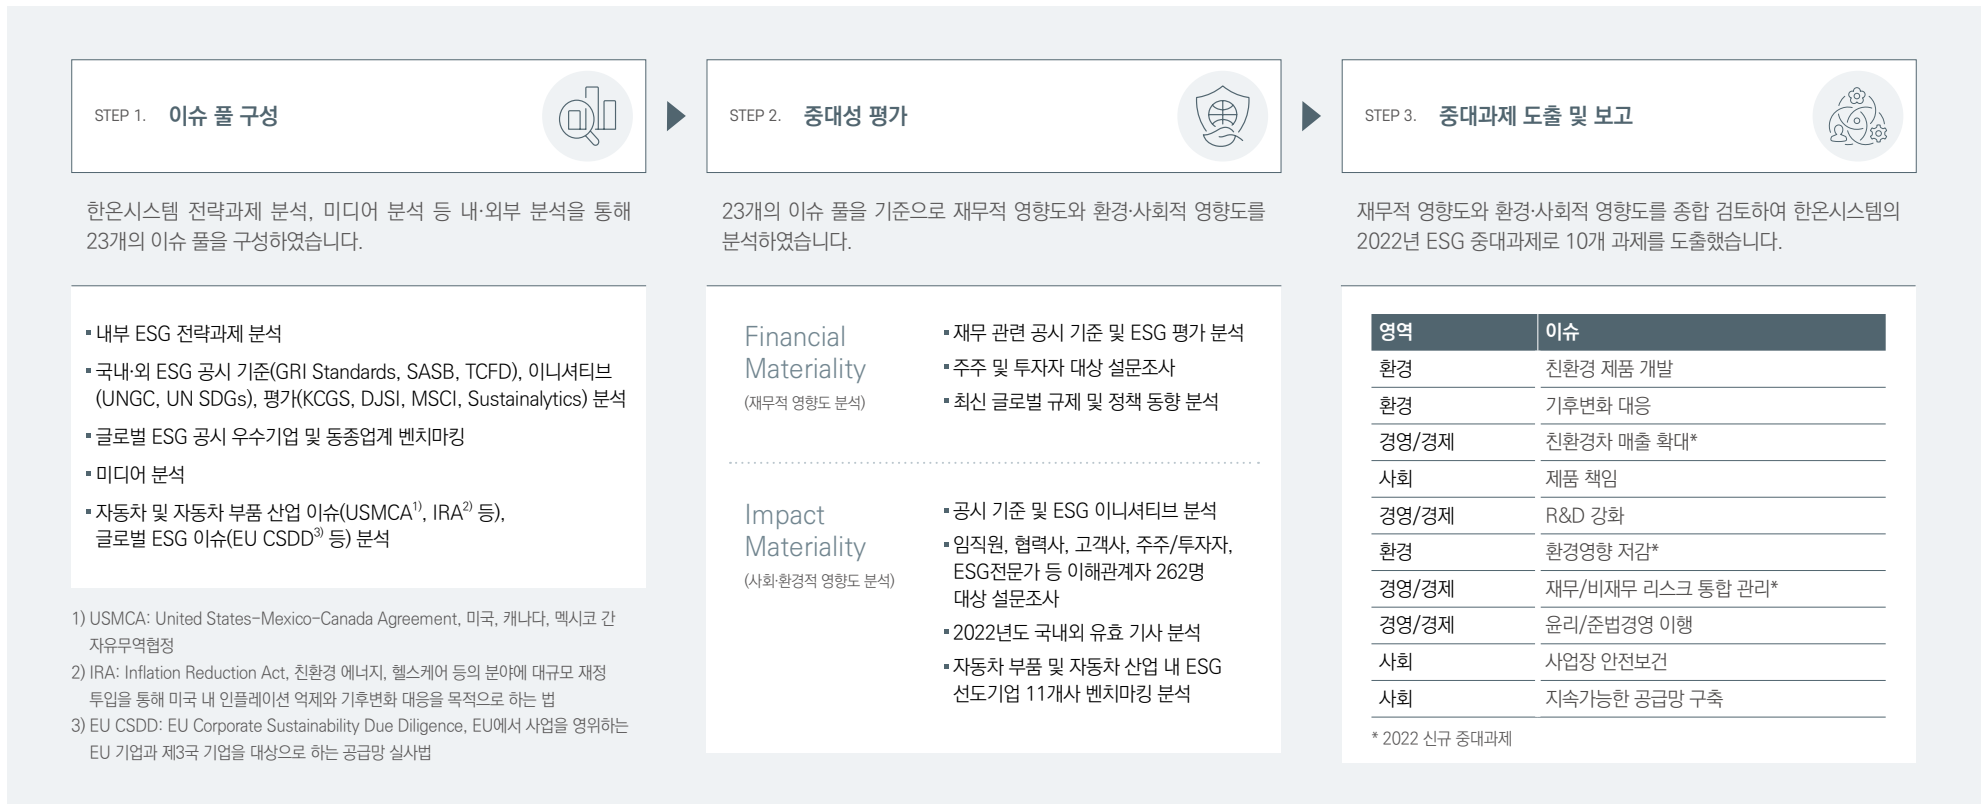 STEP 1. 이슈 풀 구성
한온시스템 전략과제 분석, 미디어 분석 등 내·외부 분석을 통해
23개의 이슈 풀을 구성하였습니다.
▪ 내부 ESG 전략과제 분석
▪ 국내·외 ESG 공시 기준(GRI Standards, SASB, TCFD), 이니셔티브
(UNGC, UN SDGs), 평가(KCGS, DJSI, MSCI, Sustainalytics) 분석
▪ 글로벌 ESG 공시 우수기업 및 동종업계 벤치마킹
▪ 미디어 분석
▪ 자동차 및 자동차 부품 산업 이슈(USMCA1), IRA2) 등),
글로벌 ESG 이슈(EU CSDD3) 등) 분석
1) USMCA: United States-Mexico-Canada Agreement, 미국, 캐나다, 멕시코 간
자유무역협정
2) IRA: Inflation Reduction Act, 친환경 에너지, 헬스케어 등의 분야에 대규모 재정
투입을 통해 미국 내 인플레이션 억제와 기후변화 대응을 목적으로 하는 법
3) EU CSDD: EU Corporate Sustainability Due Diligence, EU에서 사업을 영위하는
EU 기업과 제3국 기업을 대상으로 하는 공급망 실사법
STEP 2. 중대성 평가
23개의 이슈 풀을 기준으로 재무적 영향도와 환경·사회적 영향도를
분석하였습니다.
Financial
Materiality
(재무적 영향도 분석)
▪ 재무 관련 공시 기준 및 ESG 평가 분석
▪ 주주 및 투자자 대상 설문조사
▪ 최신 글로벌 규제 및 정책 동향 분석
Impact
Materiality
(사회·환경적 영향도 분석)
▪ 공시 기준 및 ESG 이니셔티브 분석
▪ 임직원, 협력사, 고객사, 주주/투자자,
ESG전문가 등 이해관계자 262명
대상 설문조사
▪ 2022년도 국내외 유효 기사 분석
▪ 자동차 부품 및 자동차 산업 내 ESG
선도기업 11개사 벤치마킹 분석
STEP 3. 중대과제 도출 및 보고
재무적 영향도와 환경·사회적 영향도를 종합 검토하여 한온시스템의
2022년 ESG 중대과제로 10개 과제를 도출했습니다.
영역 이슈
환경 친환경 제품 개발
환경 기후변화 대응
경영/경제 친환경차 매출 확대*
사회 제품 책임
경영/경제 R&D 강화
환경 환경영향 저감*
경영/경제 재무/비재무 리스크 통합 관리*
경영/경제 윤리/준법경영 이행
사회 사업장 안전보건
사회 지속가능한 공급망 구축
* 2022 신규 중대과제